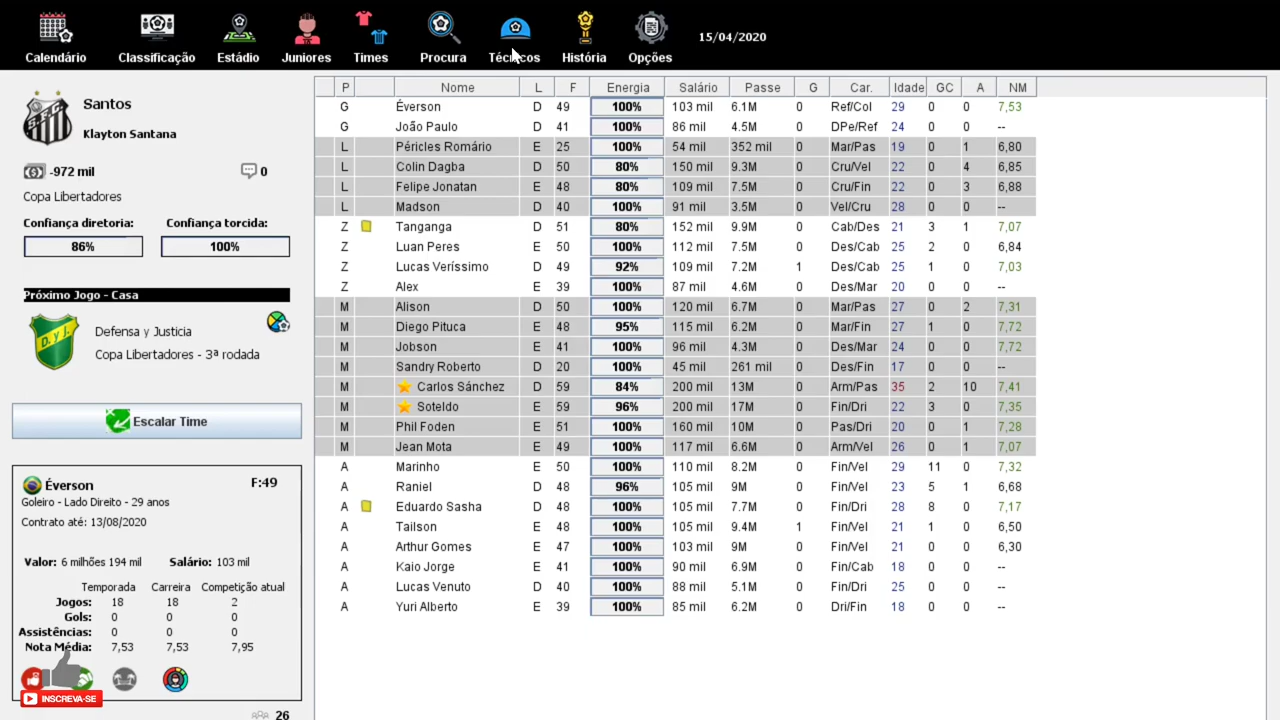 Calendário Classificação Estádio Juniores Times Procura Técnicos História Opções 15/04/2020
Santos
Klayton Santana
-972 mil 0
Copa Libertadores
Confiança diretoria: Confiança torcida:
86% 100%
Próximo Jogo - Casa
Defensa y Justicia
Copa Libertadores - 3ª rodada
Escalar Time
Éverson F:49
Goleiro - Lado Direito - 29 anos
Contrato até: 13/08/2020
Valor: 6 milhões 194 mil Salário: 103 mil
Temporada Carreira Competição atual
Jogos: 18 18 2
Gols: 0 0 0
Assistências: 0 0 0
Nota Média: 7,53 7,53 7,95
INSCREVA-SE
26
P Nome L F Energia Salário Passe G Car. Idade GC A NM
G Éverson D 49 100% 103 mil 6.1M 0 Ref/Col 29 0 0 7,53
G João Paulo D 41 100% 86 mil 4.5M 0 DPe/Ref 24 0 0 --
L Péricles Romário E 25 100% 54 mil 352 mil 0 Mar/Pas 19 0 1 6,80
L Colin Dagba D 50 80% 150 mil 9.3M 0 Cru/Vel 22 0 4 6,85
L Felipe Jonatan E 48 80% 109 mil 7.5M 0 Cru/Fin 22 0 3 6,88
L Madson D 40 100% 91 mil 3.5M 0 Vel/Cru 28 0 0 --
Z Tanganga D 51 80% 152 mil 9.9M 0 Cab/Des 21 3 1 7,07
Z Luan Peres E 50 100% 112 mil 7.5M 0 Des/Cab 25 2 0 6,84
Z Lucas Veríssimo D 49 92% 109 mil 7.2M 1 Des/Cab 25 1 0 7,03
Z Alex E 39 100% 87 mil 4.6M 0 Des/Mar 20 0 0 --
M Alison D 50 100% 120 mil 6.7M 0 Mar/Pas 27 0 2 7,31
M Diego Pituca E 48 95% 115 mil 6.2M 0 Mar/Fin 27 1 0 7,72
M Jobson E 41 100% 96 mil 4.3M 0 Des/Mar 24 0 0 7,72
M Sandry Roberto D 20 100% 45 mil 261 mil 0 Des/Fin 17 0 0 --
M Carlos Sánchez D 59 84% 200 mil 13M 0 Arm/Pas 35 2 10 7,41
M Soteldo E 59 96% 200 mil 17M 0 Fin/Dri 22 3 0 7,35
M Phil Foden E 51 100% 160 mil 10M 0 Pas/Dri 20 0 1 7,28
M Jean Mota E 49 100% 117 mil 6.6M 0 Arm/Vel 26 0 1 7,07
A Marinho E 50 100% 110 mil 8.2M 0 Fin/Vel 29 11 0 7,32
A Raniel D 48 96% 105 mil 9M 0 Fin/Vel 23 5 1 6,68
A Eduardo Sasha D 48 100% 105 mil 7.7M 0 Fin/Dri 28 8 0 7,17
A Tailson E 48 100% 105 mil 9.4M 1 Fin/Vel 21 1 0 6,50
A Arthur Gomes E 47 100% 103 mil 9M 0 Fin/Vel 21 0 0 6,30
A Kaio Jorge E 41 100% 90 mil 6.9M 0 Fin/Cab 18 0 0 --
A Lucas Venuto D 40 100% 88 mil 5.1M 0 Fin/Dri 25 0 0 --
A Yuri Alberto E 39 100% 85 mil 6.2M 0 Dri/Fin 18 0 0 --